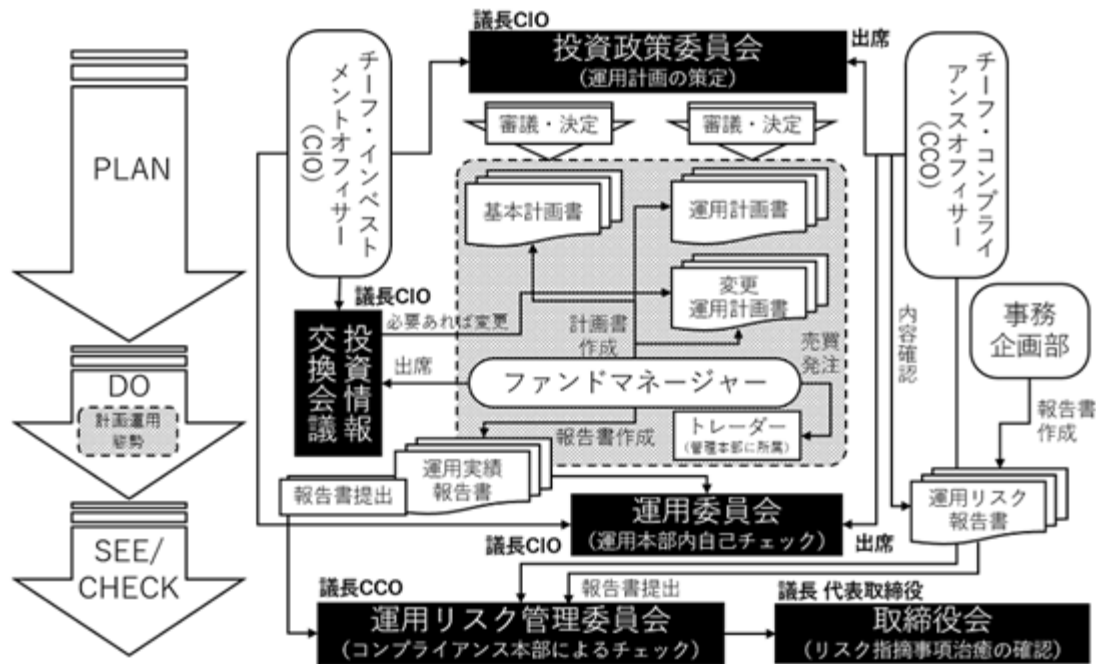 議長CIO
投資政策委員会
(運用計画の策定)
出席
チーフ・インベスト
メントオフィサー
(CIO)
チーフ・コンプライ
アンスオフィサー
(CCO)
PLAN
審議・決定
審議・決定
基本計画書
運用計画書
変更
運用計画書
議長CIO
必要あれば変更
計画書
作成
売買
発注
内容確認
事務
企画部
投資情報
交換会議
出席
ファンドマネージャー
DO
計画運用
態勢
報告書作成
トレーダー
(管理本部に所属)
報告書
作成
運用実績
報告書
報告書提出
運用リスク
報告書
運用委員会
(運用本部内自己チェック)
議長CIO
出席
SEE/
CHECK
議長CCO
報告書提出
議長 代表取締役
運用リスク管理委員会
(コンプライアンス本部によるチェック)
取締役会
(リスク指摘事項治癒の確認)